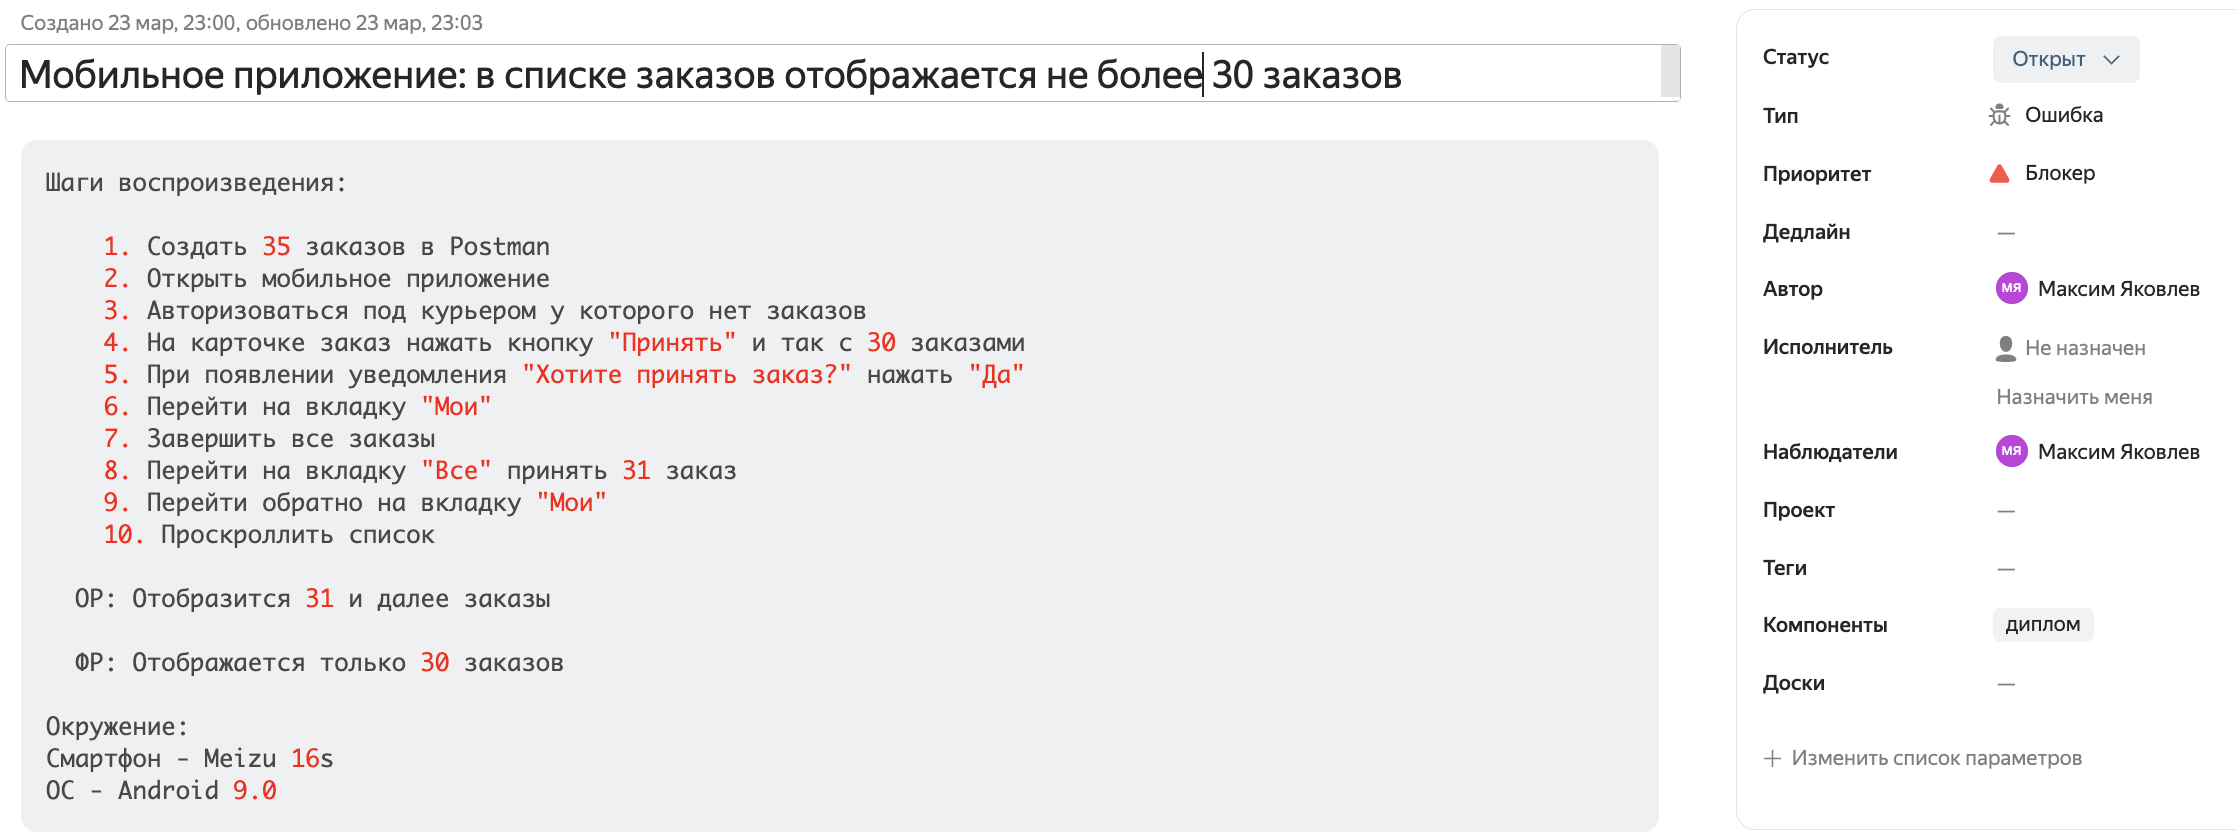 Создано 23 мар, 23:00, обновлено 23 мар, 23:03
Мобильное приложение: в списке заказов отображается не более 30 заказов
Шаги воспроизведения:
1. Создать 35 заказов в Postman
2. Открыть мобильное приложение
3. Авторизоваться под курьером у которого нет заказов
4. На карточке заказ нажать кнопку "Принять" и так с 30 заказами
5. При появлении уведомления "Хотите принять заказ?" нажать "Да"
6. Перейти на вкладку "Мои"
7. Завершить все заказы
8. Перейти на вкладку "Все" принять 31 заказ
9. Перейти обратно на вкладку "Мои"
10. Проскроллить список
ОР: Отобразится 31 и далее заказы
ФР: Отображается только 30 заказов
Окружение:
Смартфон - Meizu 16s
ОС - Android 9.0
Статус Открыт
Тип Ошибка
Приоритет Блокер
Дедлайн —
Автор МЯ Максим Яковлев
Исполнитель Не назначен
Назначить меня
Наблюдатели МЯ Максим Яковлев
Проект —
Теги —
Компоненты диплом
Доски —
+ Изменить список параметров